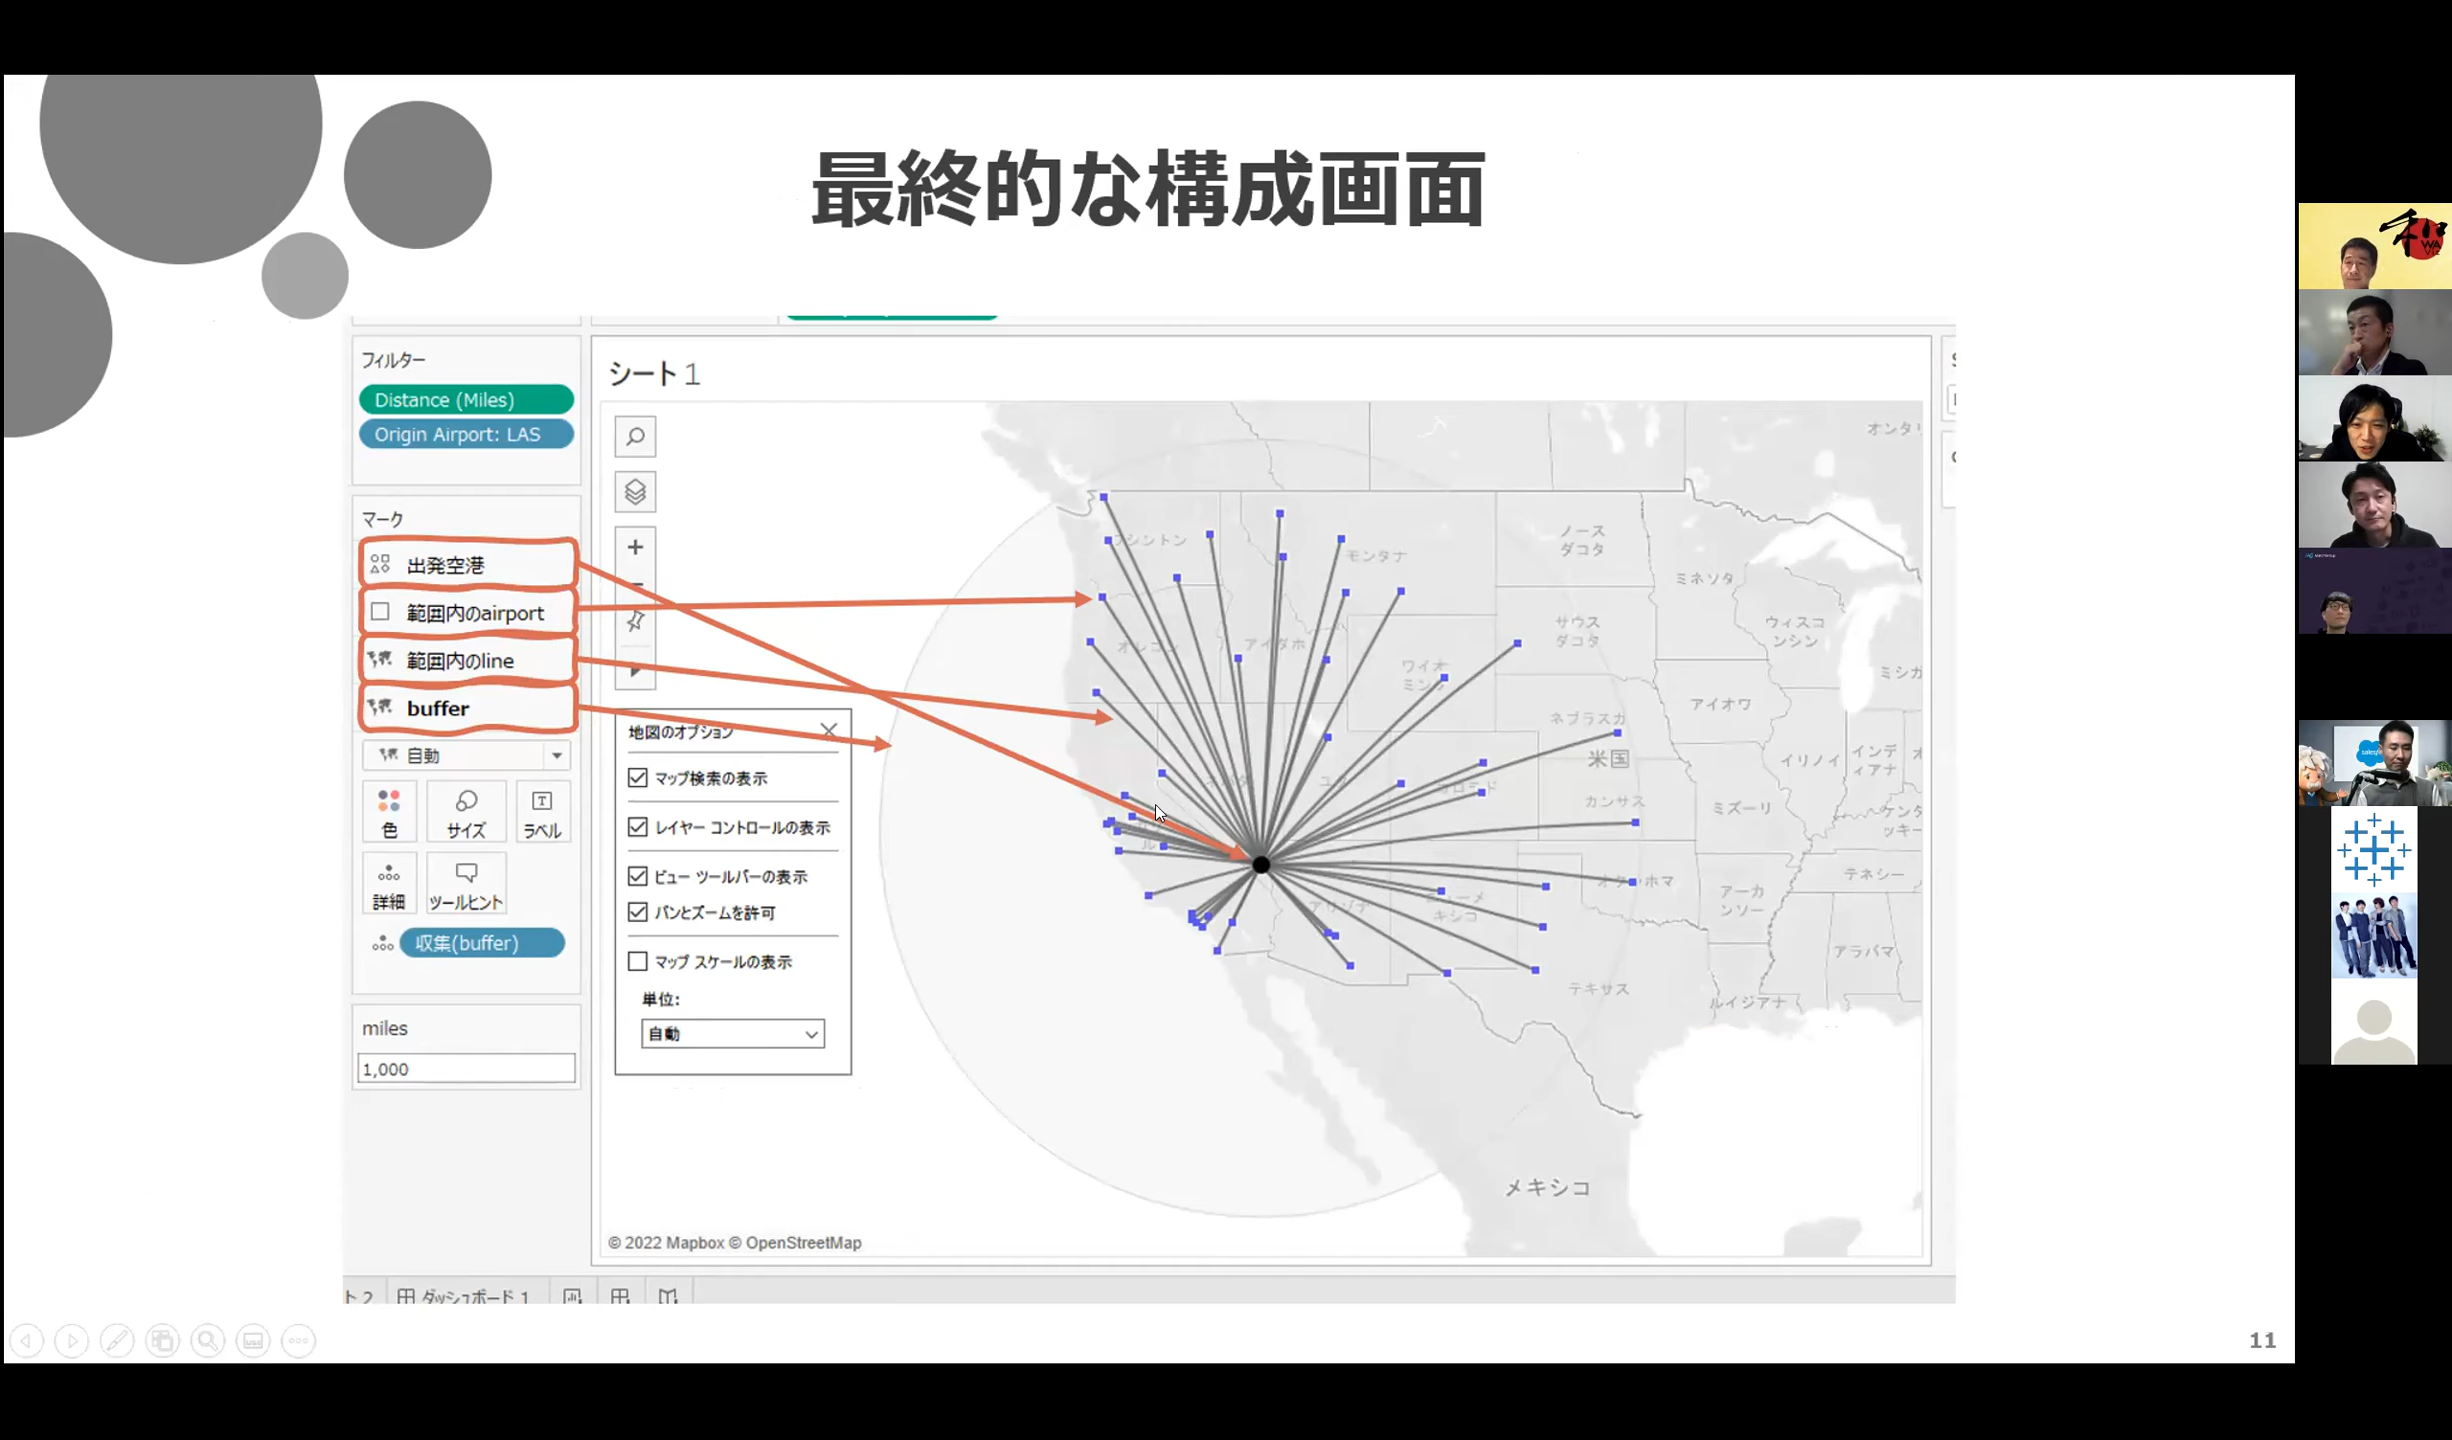 最終的な構成画面
フィルター
Distance (Miles)
Origin Airport: LAS
マーク
出発空港
範囲内のairport
範囲内のline
buffer
自動
色
サイズ
ラベル
詳細
ツールヒント
収集(buffer)
miles
1,000
シート 1
地図のオプション
マップ検索の表示
レイヤー コントロールの表示
ビュー ツールバーの表示
パンとズームを許可
マップ スケールの表示
単位:
自動
モンタナ
ノース
ダコタ
ミネソタ
サウス
ダコタ
ウィスコ
ンシン
アイダホ
ワイオ
アイオワ
ネブラスカ
米国
イリノイ
インデ
ィアナ
カンサス
ミズーリ
テネシー
アーカ
ンソー
アラバマ
テキサス
ルイジアナ
メキシコ
© 2022 Mapbox © OpenStreetMap
ト 2
ダッシュボード 1
11
和
WA